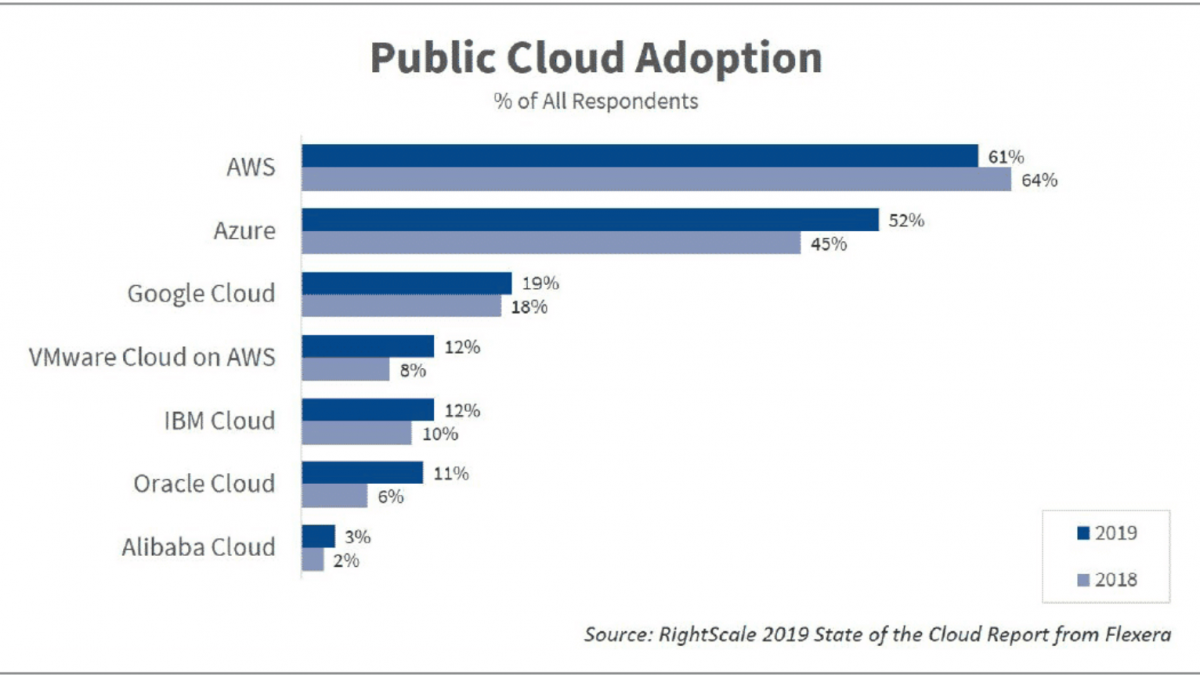 Public Cloud Adoption
% of All Respondents
AWS
61%
64%
Azure
52%
45%
Google Cloud
19%
18%
VMware Cloud on AWS
12%
8%
IBM Cloud
12%
10%
Oracle Cloud
11%
6%
Alibaba Cloud
3%
2%
2019
2018
Source: RightScale 2019 State of the Cloud Report from Flexera